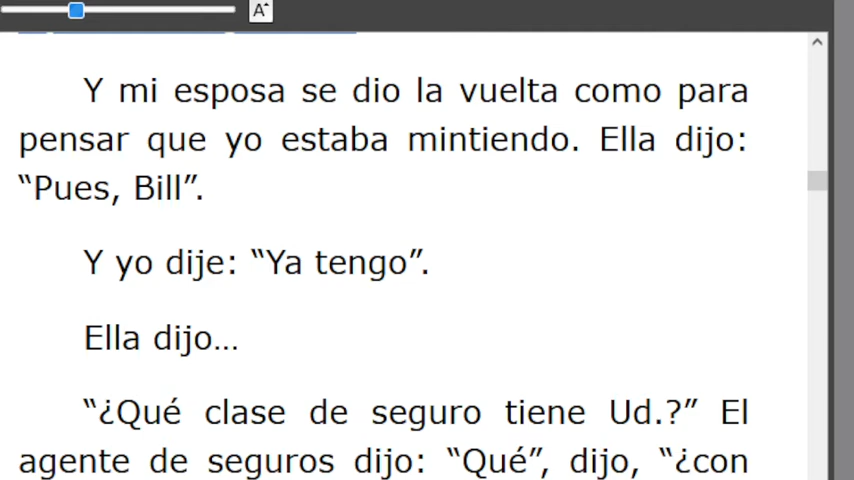 A
Y mi esposa se dio la vuelta como para
pensar que yo estaba mintiendo. Ella dijo:
“Pues, Bill”.
Y yo dije: “Ya tengo”.
Ella dijo…
“¿Qué clase de seguro tiene Ud.?” El
agente de seguros dijo: “Qué”, dijo, “¿con